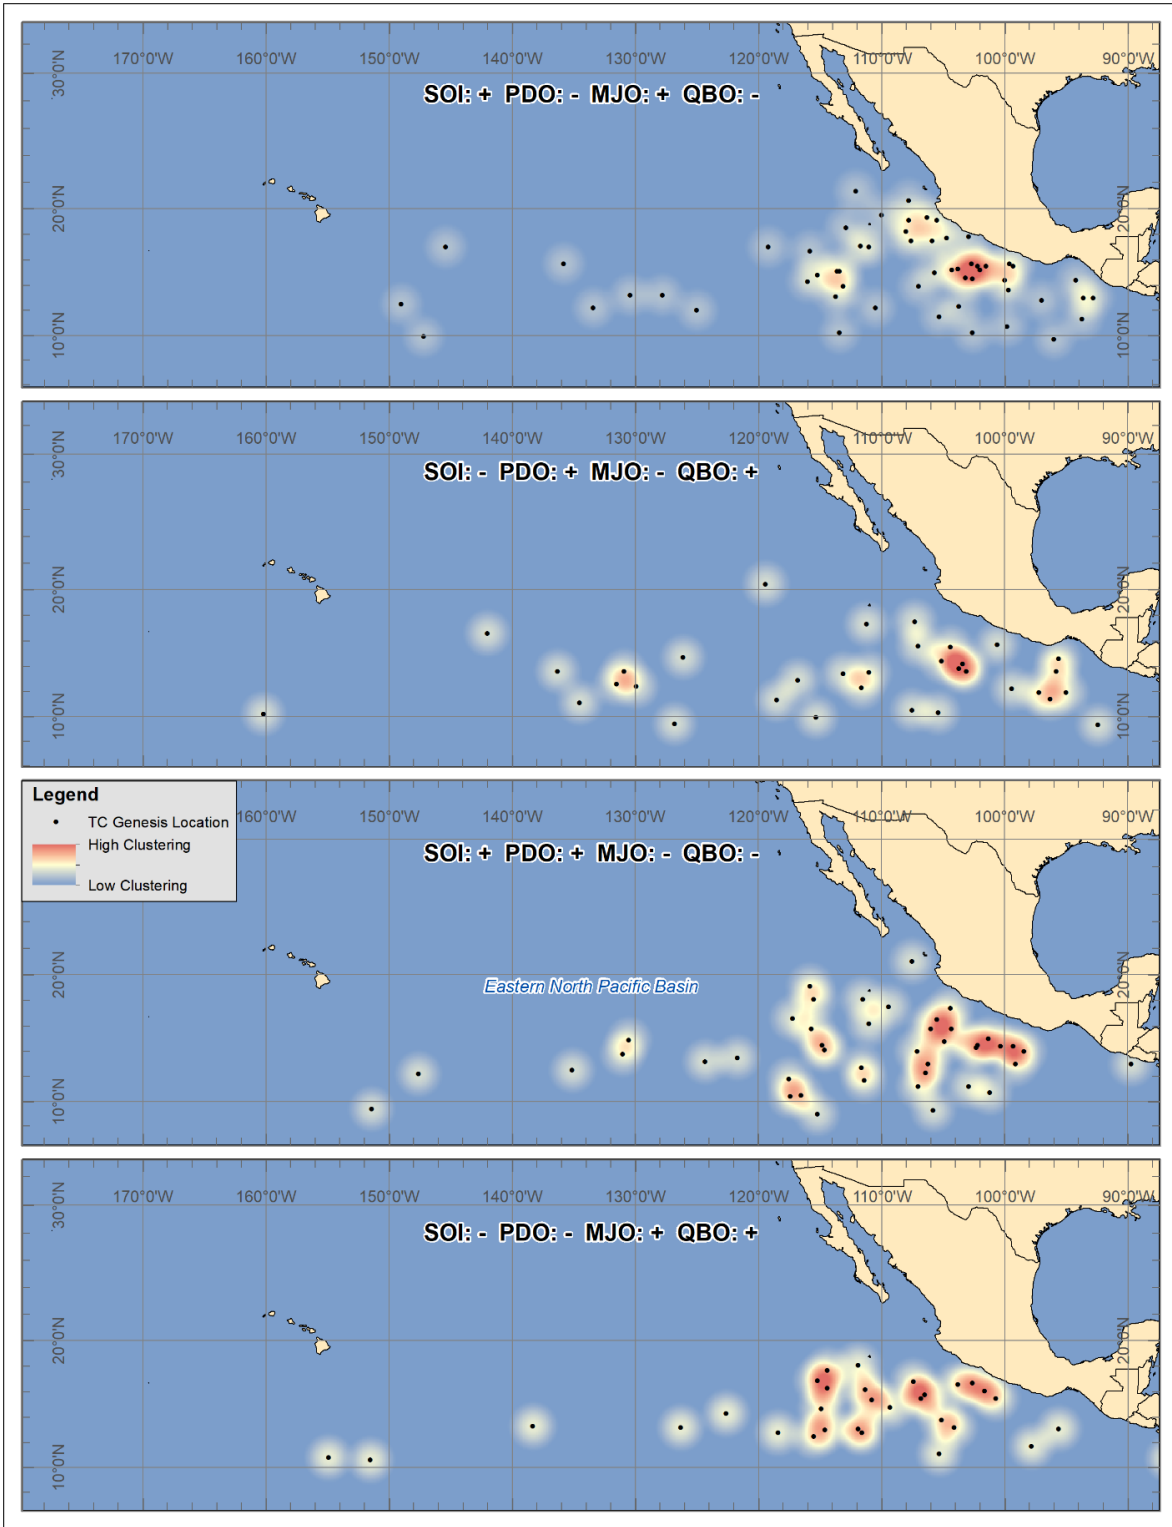 170°0'W 160°0'W 150°0'W 140°0'W 130°0'W 120°0'W 110°0'W 100°0'W 90°0'W
30°0'N
SOI: + PDO: - MJO: + QBO: -
20°0'N 20°0'N
10°0'N 10°0'N
170°0'W 160°0'W 150°0'W 140°0'W 130°0'W 120°0'W 110°0'W 100°0'W 90°0'W
30°0'N
SOI: - PDO: + MJO: - QBO: +
20°0'N 20°0'N
10°0'N 10°0'N
Legend
TC Genesis Location
High Clustering
Low Clustering
160°0'W 150°0'W 140°0'W 130°0'W 120°0'W 110°0'W 100°0'W 90°0'W
SOI: + PDO: + MJO: - QBO: -
20°0'N 20°0'N
Eastern North Pacific Basin
10°0'N 10°0'N
170°0'W 160°0'W 150°0'W 140°0'W 130°0'W 120°0'W 110°0'W 100°0'W 90°0'W
30°0'N
SOI: - PDO: - MJO: + QBO: +
20°0'N 20°0'N
10°0'N 10°0'N